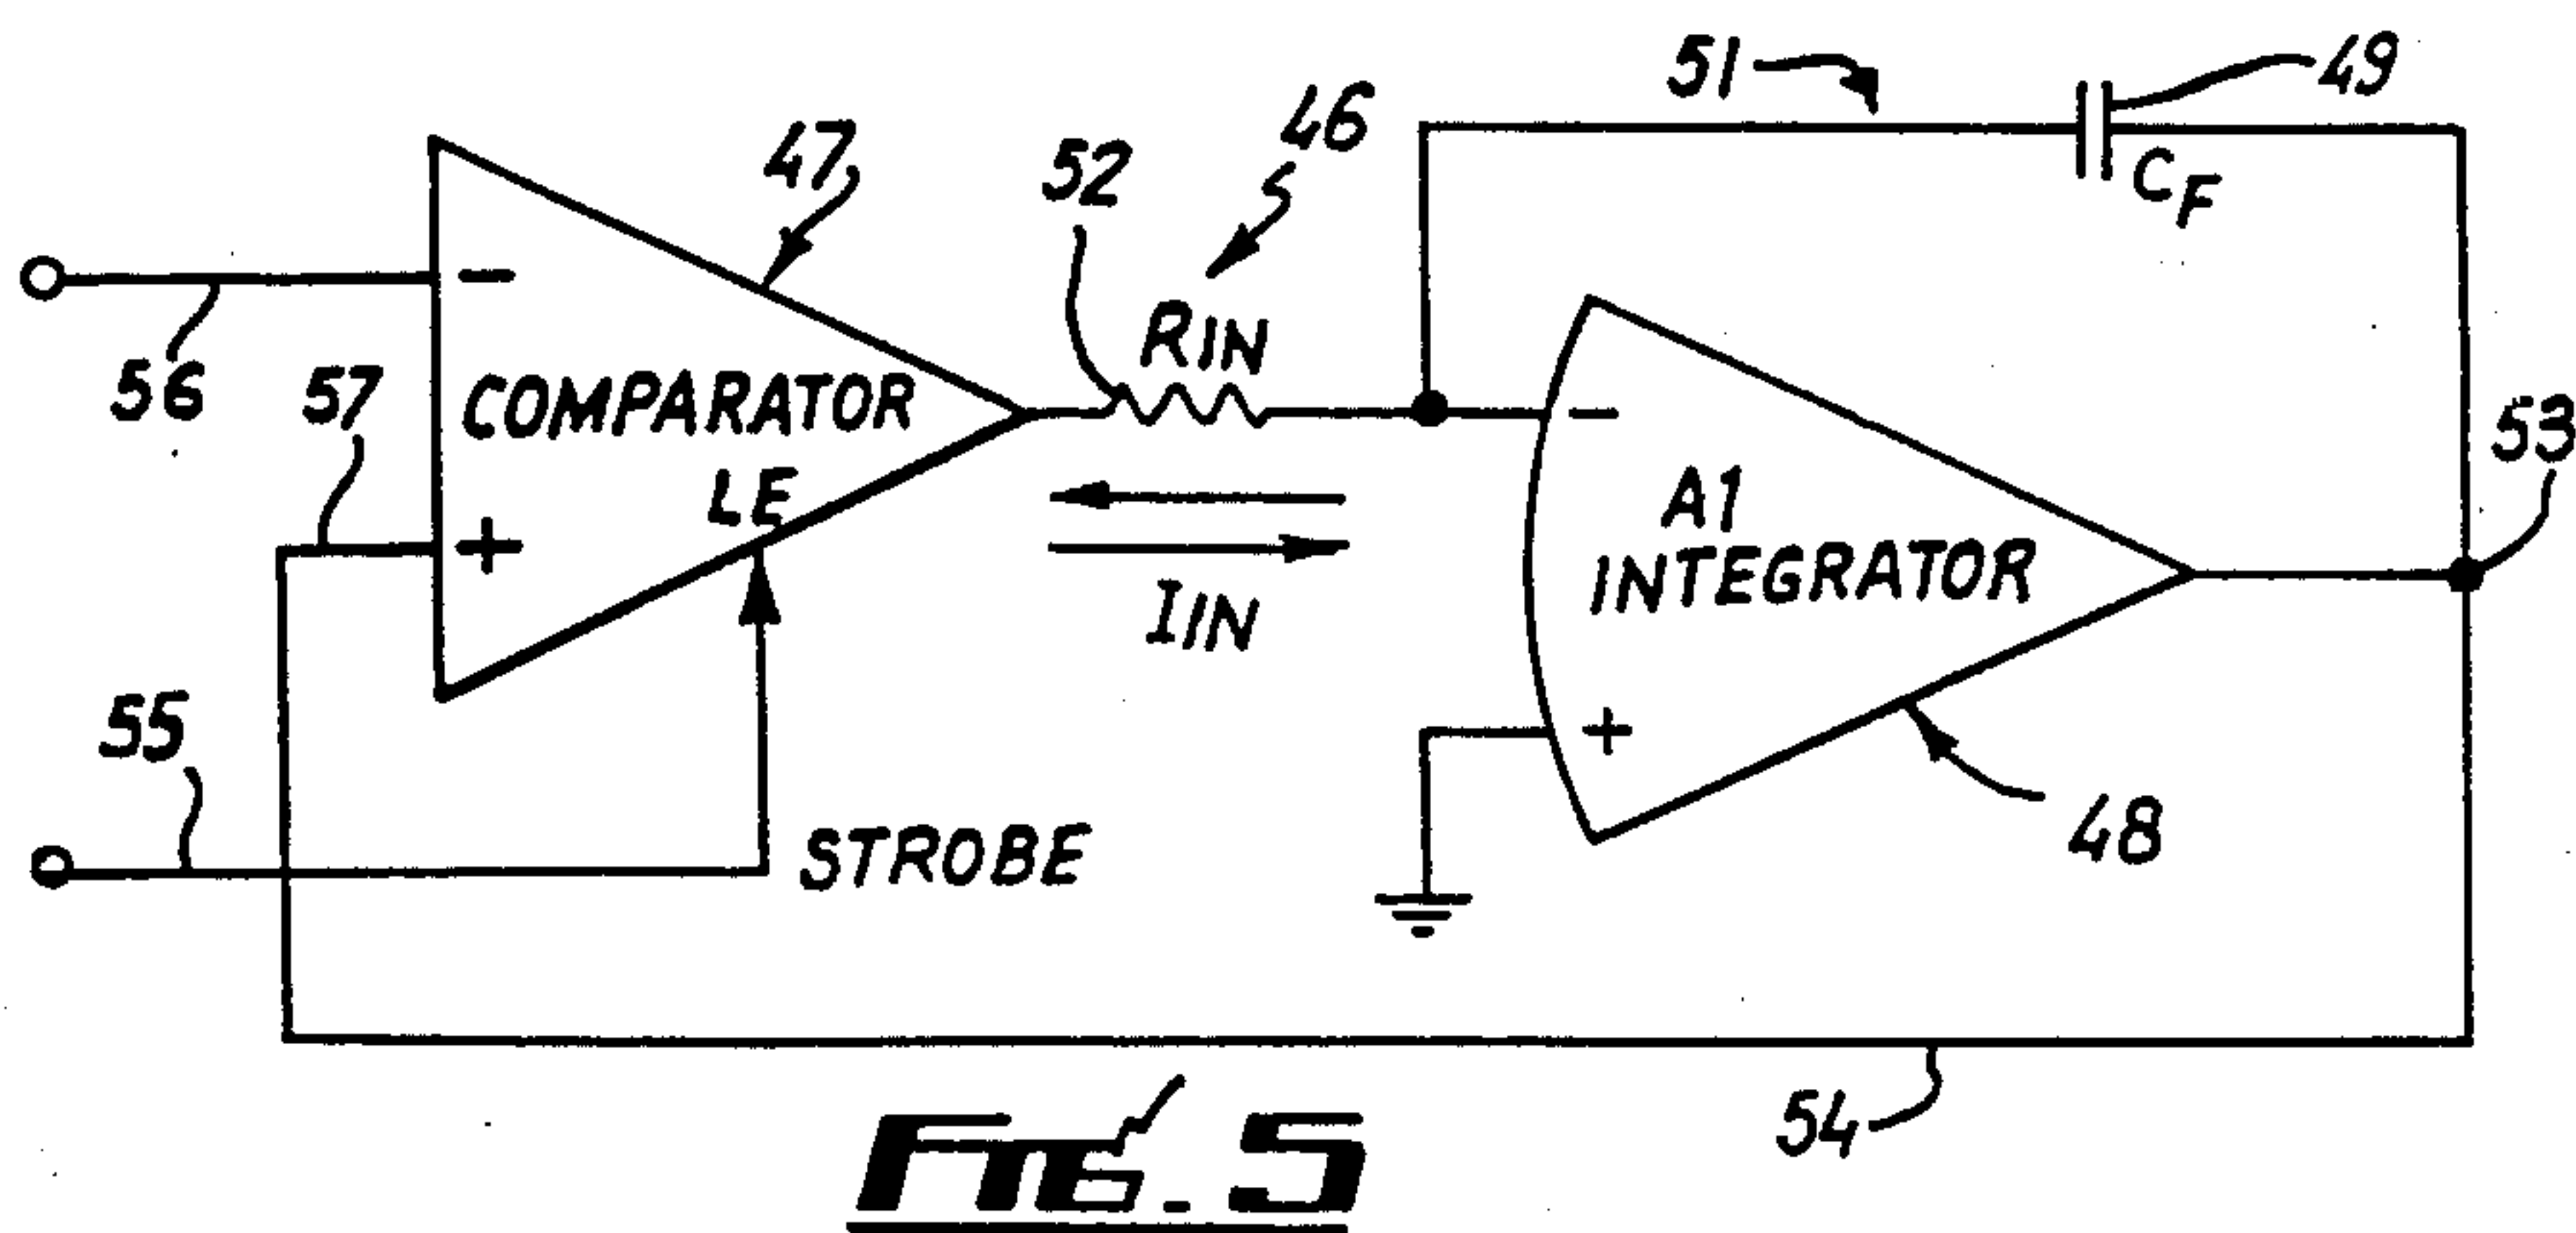 51
49
CF
47
52
46
RIN
56
57
COMPARATOR
LE
-
+
-
+
A1
INTEGRATOR
53
IIN
55
STROBE
48
54
FIG. 5